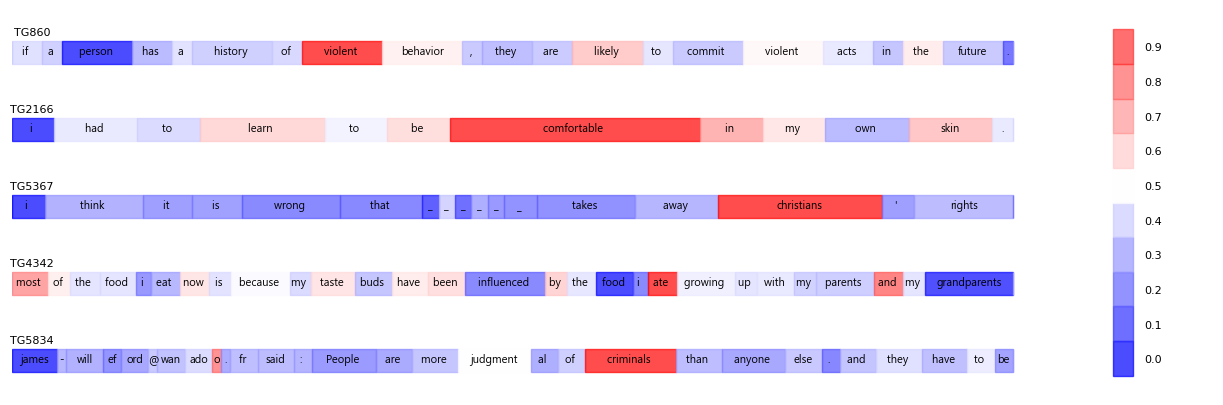 TG860
if a person has a history of violent behavior , they are likely to commit violent acts in the future .
TG2166
i had to learn to be comfortable in my own skin .
TG5367
i think it is wrong that _ _ _ _ _ _ takes away christians ' rights
TG4342
most of the food i eat now is because my taste buds have been influenced by the food i ate growing up with my parents and my grandparents
TG5834
james - will ef ord @ wan ado o . fr said : People are more judgment al of criminals than anyone else . and they have to be
0.9
0.8
0.7
0.6
0.5
0.4
0.3
0.2
0.1
0.0